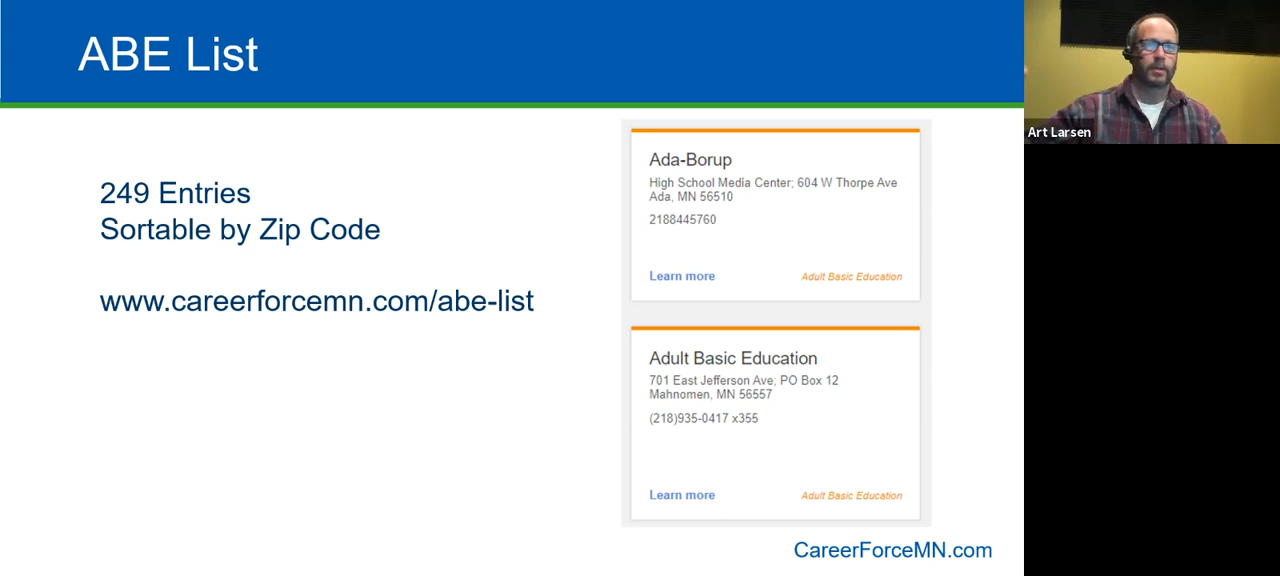 ABE List
249 Entries
Sortable by Zip Code
www.careerforcemn.com/abe-list
Ada-Borup
High School Media Center; 604 W Thorpe Ave
Ada, MN 56510
2188445760
Learn more Adult Basic Education
Adult Basic Education
701 East Jefferson Ave; PO Box 12
Mahnomen, MN 56557
(218)935-0417 x355
Learn more Adult Basic Education
CareerForceMN.com
Art Larsen